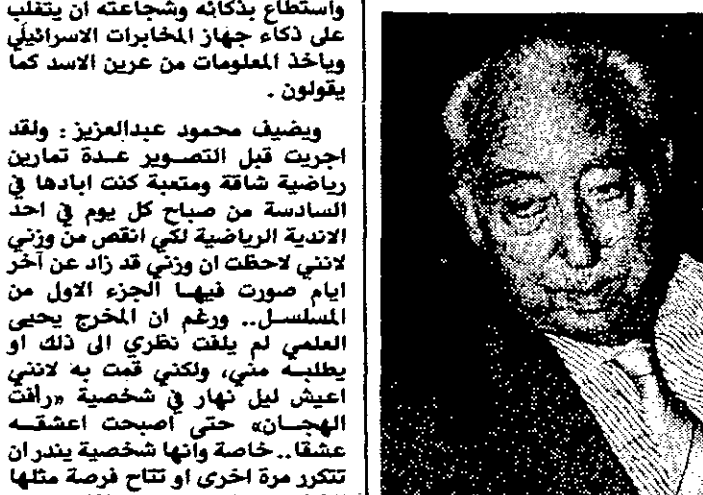 واستطاع بذكائه وشجاعته ان يتغلب
على ذكاء جهاز المخابرات الاسرائيلي
وياخذ المعلومات من عرين الاسد كما
يقولون .
ويضيف محمود عبدالعزيز : ولقد
اجريت قبل التصوير عدة تمارين
رياضية شاقة ومتعبة كنت ابادها في
السادسة من صباح كل يوم في احد
الاندية الرياضية لكي انقص من وزني
لانني لاحظت ان وزني قد زاد عن آخر
ايام صورت فيها الجزء الاول من
المسلسل.. ورغم ان المخرج يحيى
العلمي لم يلفت نظري الى ذلك او
يطلبه مني، ولكني قمت به لانني
اعيش ليل نهار في شخصية «رأفت
الهجان» حتى اصبحت اعشقه
عشقا.. خاصة وانها شخصية يندر ان
تتكرر مرة اخرى او تتاح فرصة مثلها